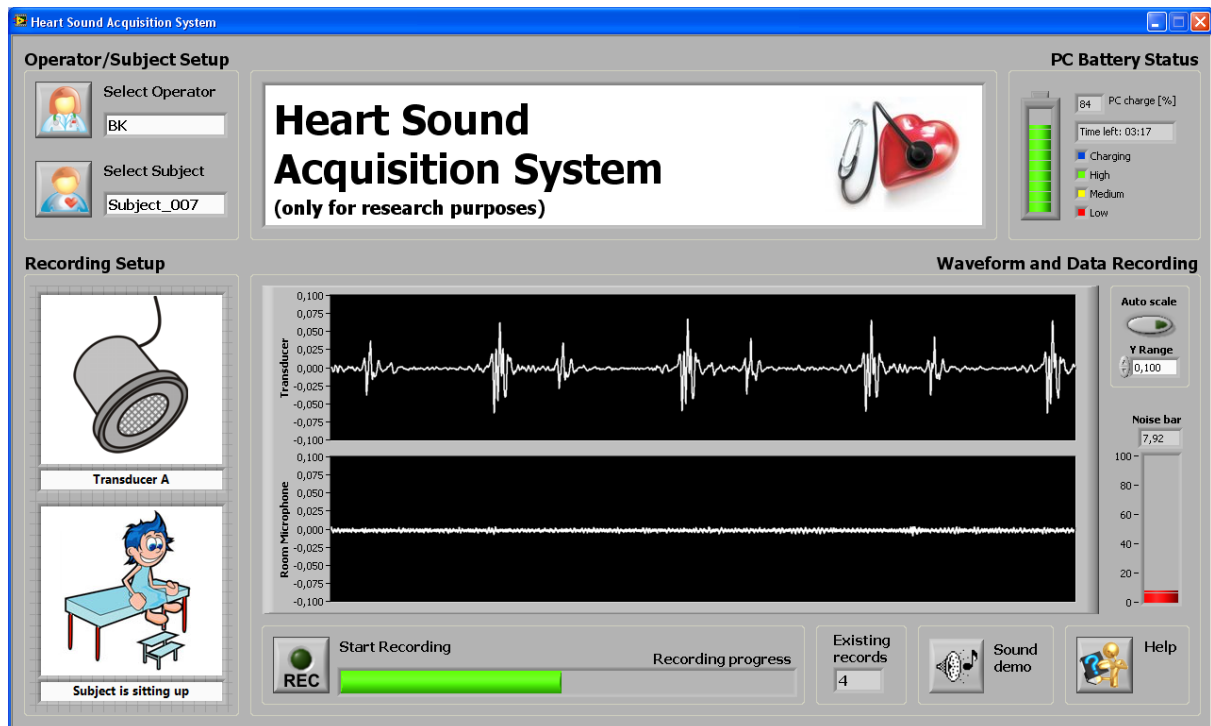 Heart Sound Acquisition System
Operator/Subject Setup
Select Operator
BK
Select Subject
Subject_007
Heart Sound
Acquisition System
(only for research purposes)
PC Battery Status
84 PC charge [%]
Time left: 03:17
Charging
High
Medium
Low
Recording Setup
Transducer A
Subject is sitting up
Waveform and Data Recording
Transducer
0,100
0,075
0,050
0,025
0,000
-0,025
-0,050
-0,075
-0,100
Room Microphone
0,100
0,075
0,050
0,025
0,000
-0,025
-0,050
-0,075
-0,100
Auto scale
Y Range
0,100
Noise bar
7,92
100
80
60
40
20
0
REC
Start Recording
Recording progress
Existing
records
4
Sound
demo
?
Help